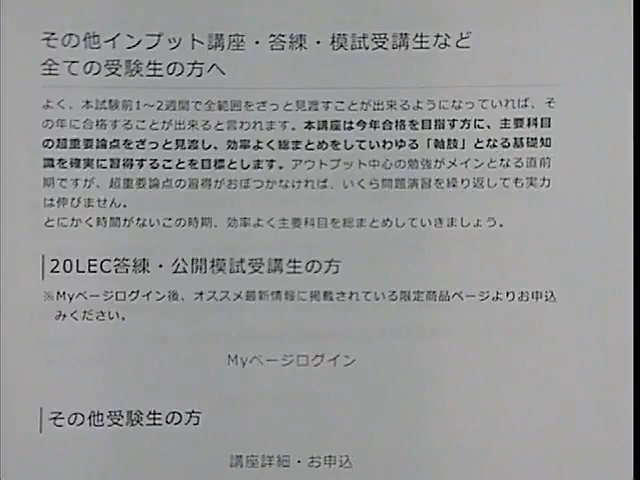 その他インプット講座・答練・模試受講生など
全ての受験生の方へ
よく、本試験前1〜2週間で全範囲をざっと見渡すことが出来るようになっていれば、そ
の年に合格することが出来ると言われます。本講座は今年合格を目指す方に、主要科目
の超重要論点をざっと見渡し、効率よく総まとめをしていわゆる「軸肢」となる基礎知
識を確実に習得することを目標とします。アウトプット中心の勉強がメインとなる直前
期ですが、超重要論点の習得がおぼつかなければ、いくら問題演習を繰り返しても実力
は伸びません。
とにかく時間がないこの時期、効率よく主要科目を総まとめしていきましょう。
20LEC答練・公開模試受講生の方
※Myページログイン後、オススメ最新情報に掲載されている限定商品ページよりお申込
みください。
Myページログイン
その他受験生の方
講座詳細・お申込